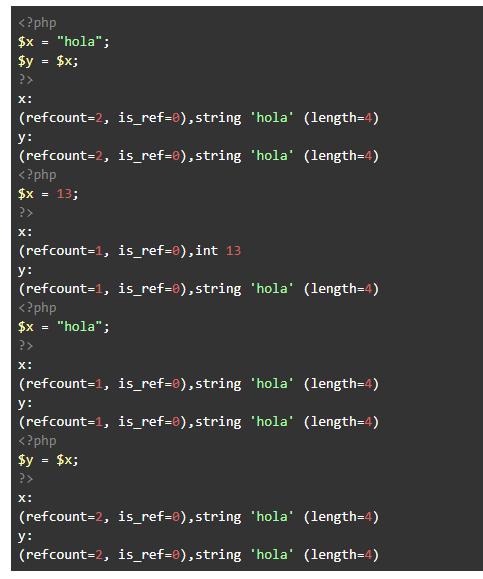 <?php
$x = "hola";
$y = $x;
?>
x:
(refcount=2, is_ref=0),string 'hola' (length=4)
y:
(refcount=2, is_ref=0),string 'hola' (length=4)
<?php
$x = 13;
?>
x:
(refcount=1, is_ref=0),int 13
y:
(refcount=1, is_ref=0),string 'hola' (length=4)
<?php
$x = "hola";
?>
x:
(refcount=1, is_ref=0),string 'hola' (length=4)
y:
(refcount=1, is_ref=0),string 'hola' (length=4)
<?php
$y = $x;
?>
x:
(refcount=2, is_ref=0),string 'hola' (length=4)
y:
(refcount=2, is_ref=0),string 'hola' (length=4)